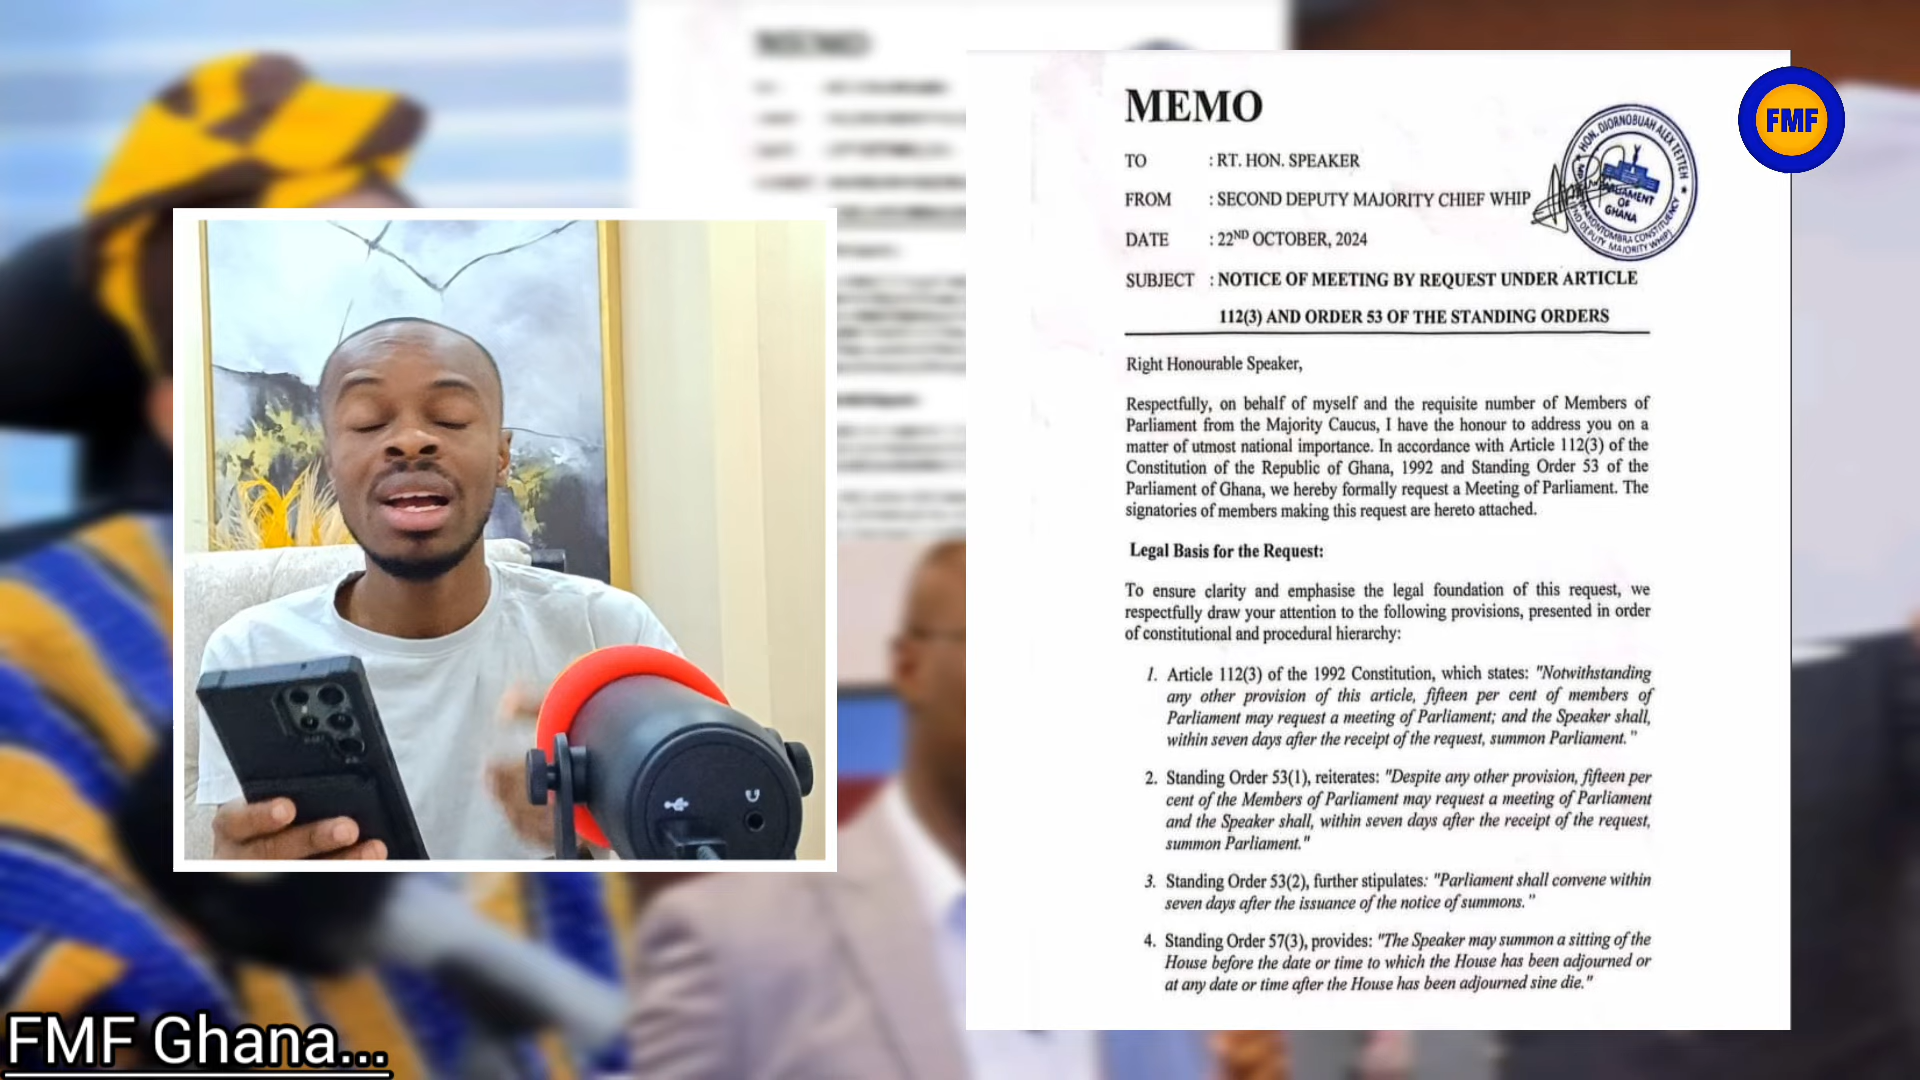 MEMO
TO : RT. HON. SPEAKER
FROM : SECOND DEPUTY MAJORITY CHIEF WHIP
DATE : 22ND OCTOBER, 2024
SUBJECT : NOTICE OF MEETING BY REQUEST UNDER ARTICLE
112(3) AND ORDER 53 OF THE STANDING ORDERS
HON. DJORNOBUAH ALEX TETTEH
PARLIAMENT
OF
GHANA
DEPUTY MAJORITY WHIP
FMF
Right Honourable Speaker,
Respectfully, on behalf of myself and the requisite number of Members of
Parliament from the Majority Caucus, I have the honour to address you on a
matter of utmost national importance. In accordance with Article 112(3) of the
Constitution of the Republic of Ghana, 1992 and Standing Order 53 of the
Parliament of Ghana, we hereby formally request a Meeting of Parliament. The
signatories of members making this request are hereto attached.
Legal Basis for the Request:
To ensure clarity and emphasise the legal foundation of this request, we
respectfully draw your attention to the following provisions, presented in order
of constitutional and procedural hierarchy:
1. Article 112(3) of the 1992 Constitution, which states: "Notwithstanding
any other provision of this article, fifteen per cent of members of
Parliament may request a meeting of Parliament; and the Speaker shall,
within seven days after the receipt of the request, summon Parliament."
2. Standing Order 53(1), reiterates: "Despite any other provision, fifteen per
cent of the Members of Parliament may request a meeting of Parliament
and the Speaker shall, within seven days after the receipt of the request,
summon Parliament."
3. Standing Order 53(2), further stipulates: "Parliament shall convene within
seven days after the issuance of the notice of summons."
4. Standing Order 57(3), provides: "The Speaker may summon a sitting of the
House before the date or time to which the House has been adjourned or
at any date or time after the House has been adjourned sine die."
FMF Ghana...